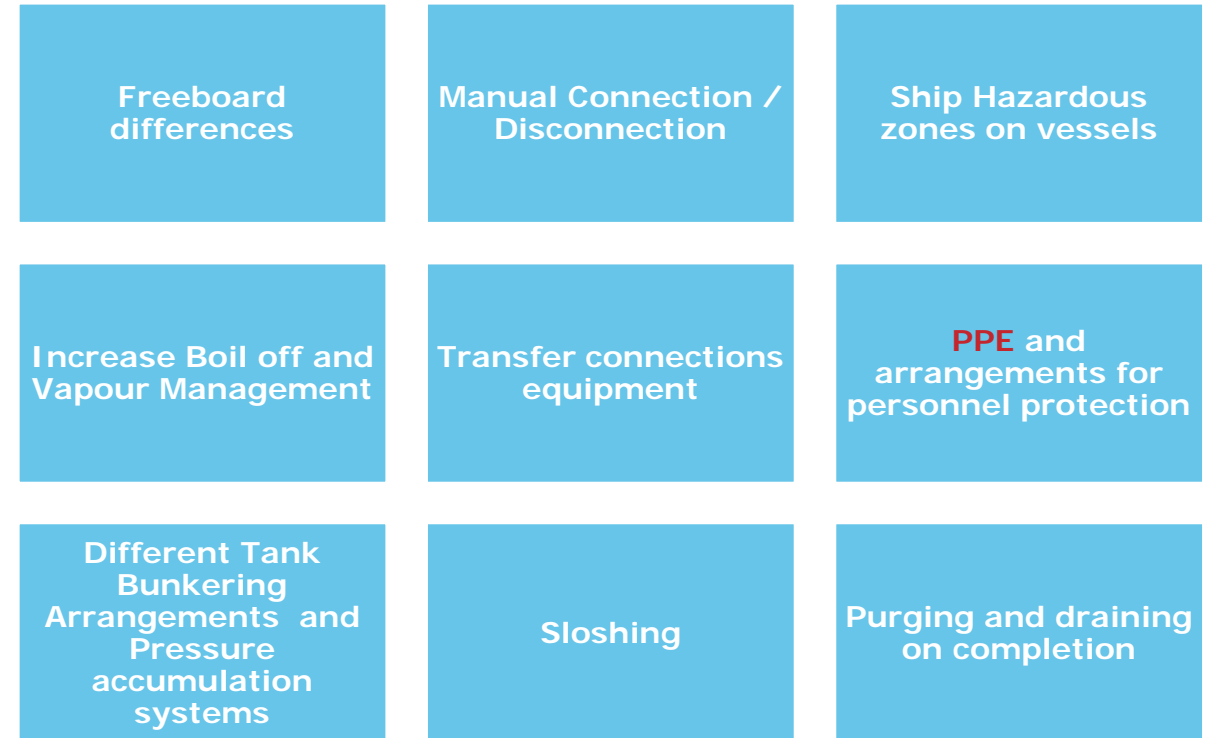 Freeboard
differences
Manual Connection /
Disconnection
Ship Hazardous
zones on vessels
Increase Boil off and
Vapour Management
Transfer connections
equipment
PPE and
arrangements for
personnel protection
Different Tank
Bunkering
Arrangements and
Pressure
accumulation
systems
Sloshing
Purging and draining
on completion